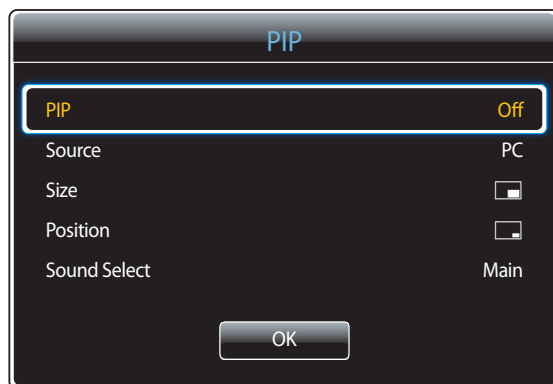 PIP
PIP Off
Source PC
Size
Position
Sound Select Main
OK